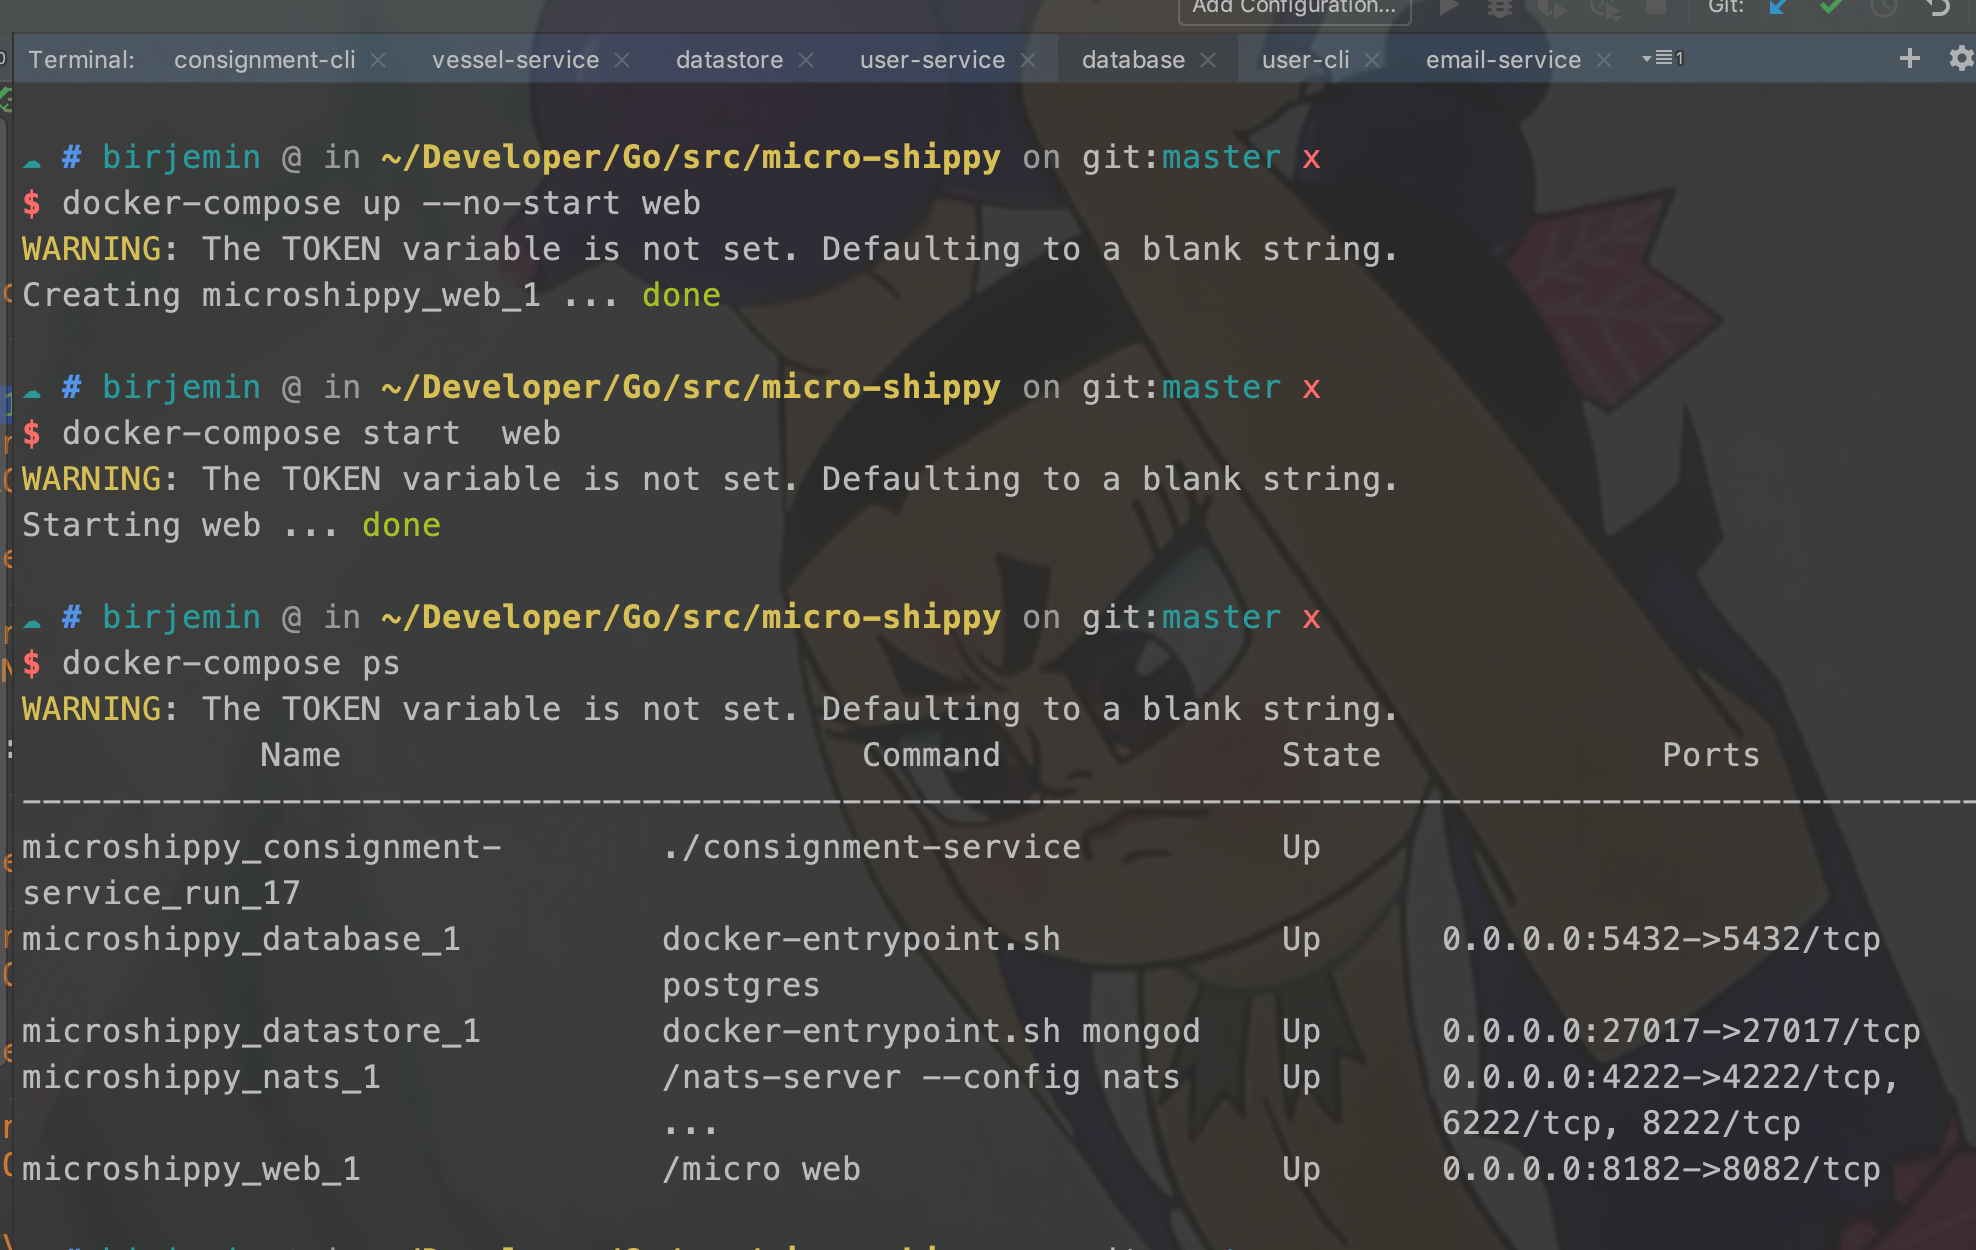 Add Configuration... Git:
Terminal: consignment-cli vessel-service datastore user-service database user-cli email-service 1
# birjemin @ in ~/Developer/Go/src/micro-shippy on git:master x
$ docker-compose up --no-start web
WARNING: The TOKEN variable is not set. Defaulting to a blank string.
Creating microshippy_web_1 ... done
# birjemin @ in ~/Developer/Go/src/micro-shippy on git:master x
$ docker-compose start  web
WARNING: The TOKEN variable is not set. Defaulting to a blank string.
Starting web ... done
# birjemin @ in ~/Developer/Go/src/micro-shippy on git:master x
$ docker-compose ps
WARNING: The TOKEN variable is not set. Defaulting to a blank string.
Name Command State Ports
--------------------------------------------------------------------------------------------------
microshippy_consignment- ./consignment-service Up
service_run_17
microshippy_database_1 docker-entrypoint.sh Up 0.0.0.0:5432->5432/tcp
postgres
microshippy_datastore_1 docker-entrypoint.sh mongod Up 0.0.0.0:27017->27017/tcp
microshippy_nats_1 /nats-server --config nats Up 0.0.0.0:4222->4222/tcp,
... 6222/tcp, 8222/tcp
microshippy_web_1 /micro web Up 0.0.0.0:8182->8082/tcp